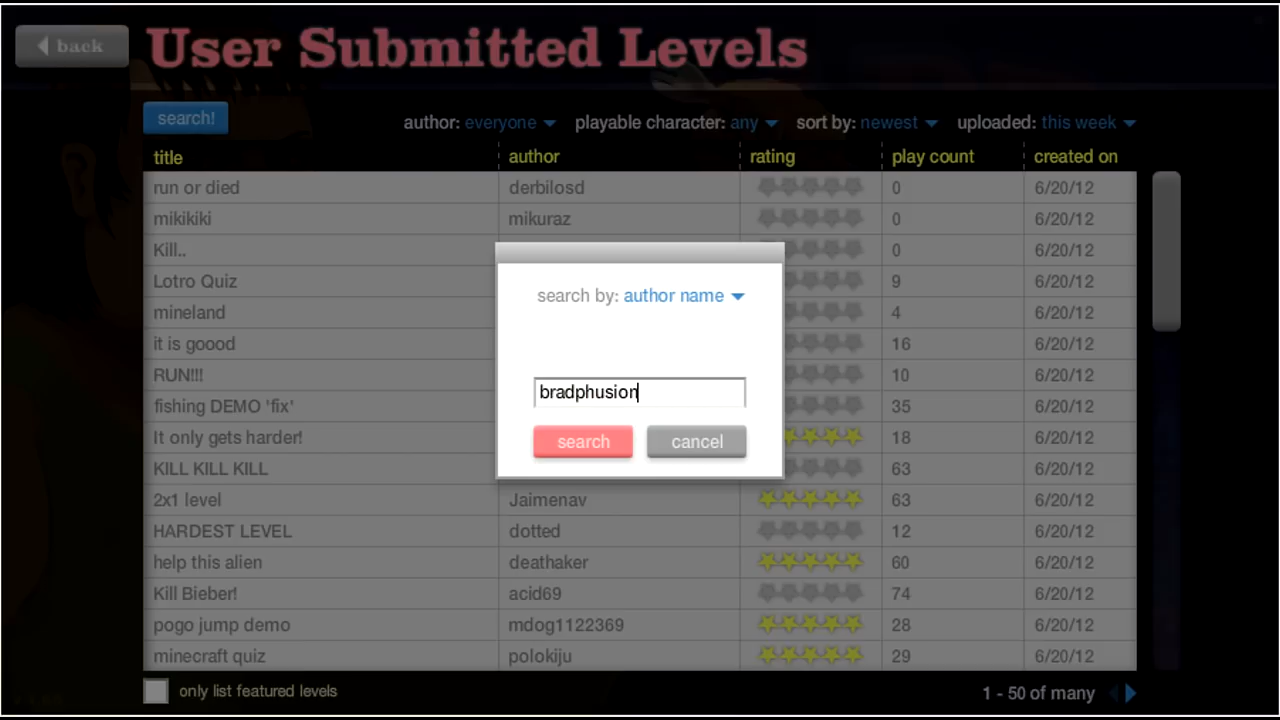 back
User Submitted Levels
search!
author: everyone playable character: any sort by: newest uploaded: this week
title author rating play count created on
run or died derbilosd 0 6/20/12
mikikiki mikuraz 0 6/20/12
Kill.. 0 6/20/12
Lotro Quiz 9 6/20/12
mineland 4 6/20/12
it is goood 16 6/20/12
RUN!!! 10 6/20/12
fishing DEMO 'fix' 35 6/20/12
It only gets harder! 18 6/20/12
KILL KILL KILL 63 6/20/12
2x1 level Jaimenav 63 6/20/12
HARDEST LEVEL dotted 12 6/20/12
help this alien deathaker 60 6/20/12
Kill Bieber! acid69 74 6/20/12
pogo jump demo mdog1122369 28 6/20/12
minecraft quiz polokiju 29 6/20/12
search by: author name
bradphusion
search cancel
only list featured levels 1 - 50 of many